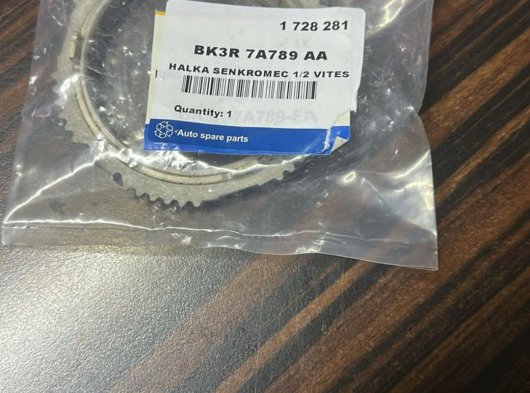 1 728 281
BK3R 7A789 AA
HALKA SENKROMEC 1/2 VITES
Quantity: 1
Auto spare parts